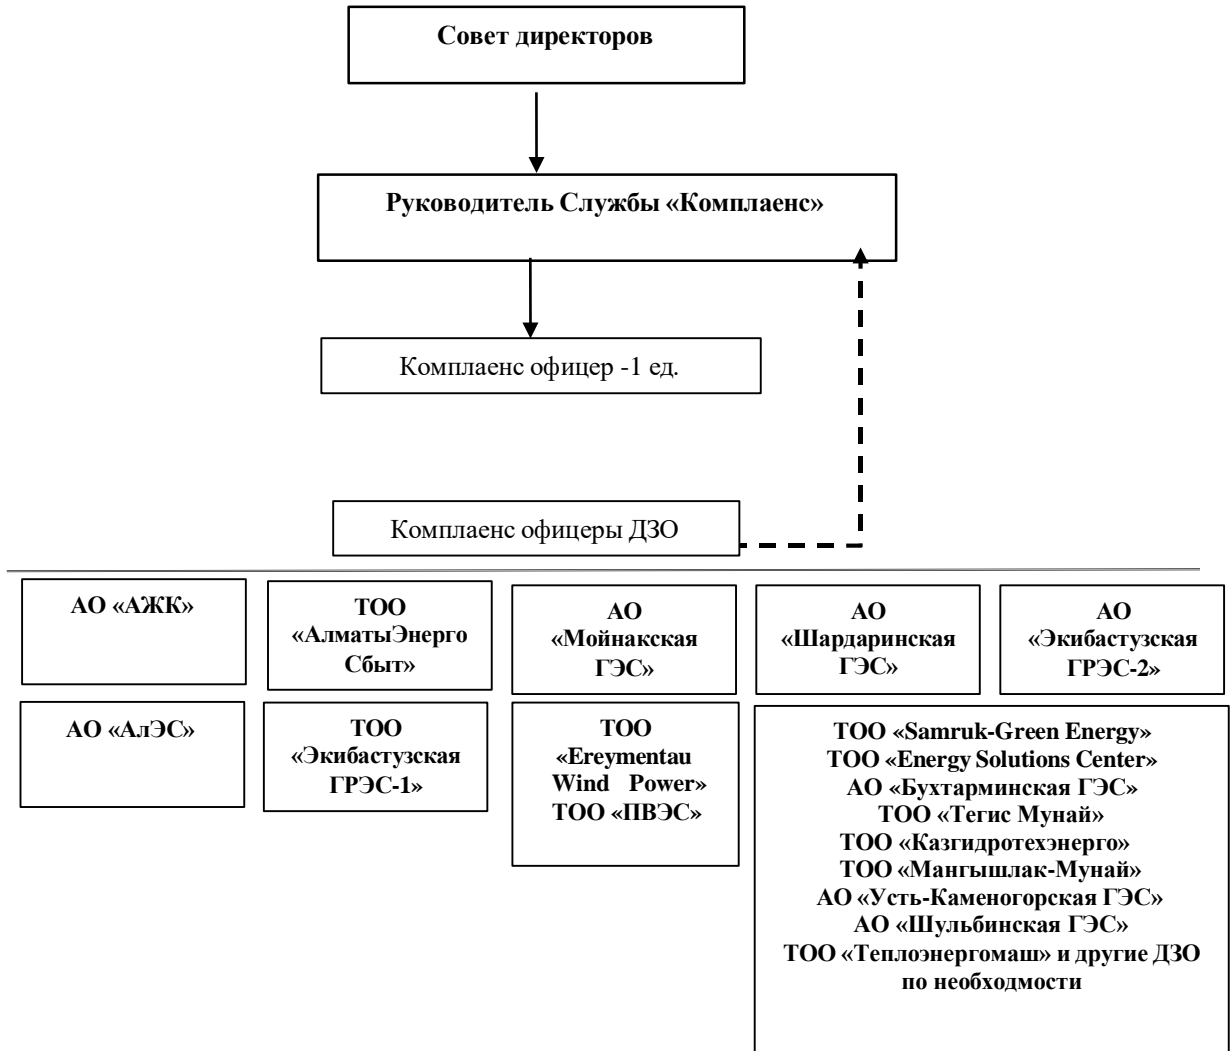 Совет директоров
Руководитель Службы «Комплаенс»
Комплаенс офицер -1 ед.
Комплаенс офицеры ДЗО
АО «АЖК»
ТОО
«АлматыЭнерго
Сбыт»
АО
«Мойнакская
ГЭС»
АО
«Шардаринская
ГЭС»
АО
«Экибастузская
ГРЭС-2»
АО «АлЭС»
ТОО
«Экибастузская
ГРЭС-1»
ТОО
«Ereymentau
Wind Power»
ТОО «ПВЭС»
ТОО «Samruk-Green Energy»
ТОО «Energy Solutions Center»
АО «Бухтарминская ГЭС»
ТОО «Тегис Мунай»
ТОО «Казгидротехэнерго»
ТОО «Мангышлак-Мунай»
АО «Усть-Каменогорская ГЭС»
АО «Шульбинская ГЭС»
ТОО «Теплоэнергомаш» и другие ДЗО
по необходмости